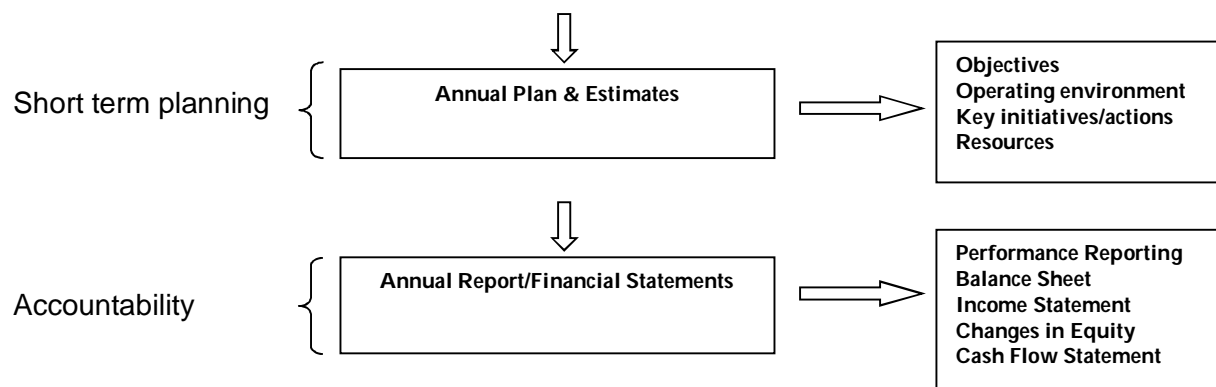 Short term planning
Annual Plan & Estimates
Objectives
Operating environment
Key initiatives/actions
Resources
Accountability
Annual Report/Financial Statements
Performance Reporting
Balance Sheet
Income Statement
Changes in Equity
Cash Flow Statement